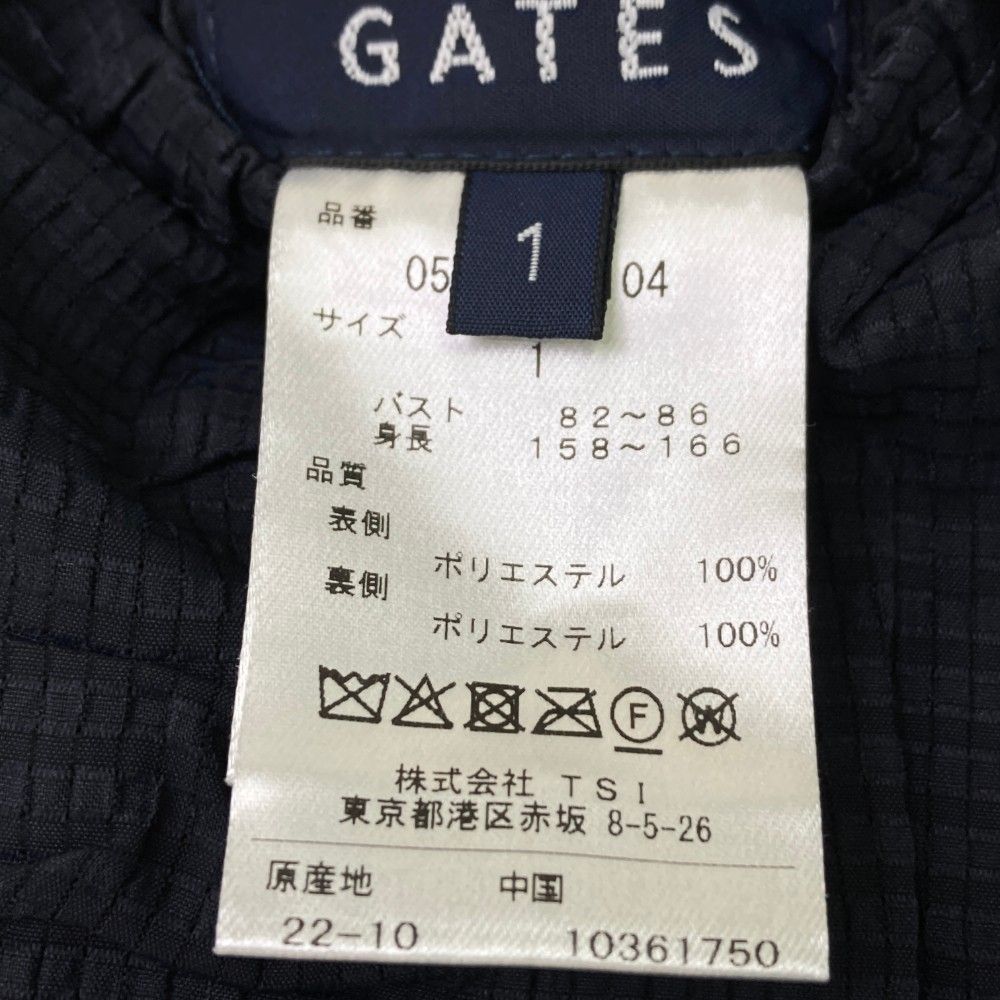 GATES
1
品番
05 04
サイズ
1
バスト 82～86
身長 158～166
品質
表側
ポリエステル 100%
裏側
ポリエステル 100%
F W
株式会社 TSI
東京都港区赤坂 8-5-26
原産地 中国
22-10 10361750